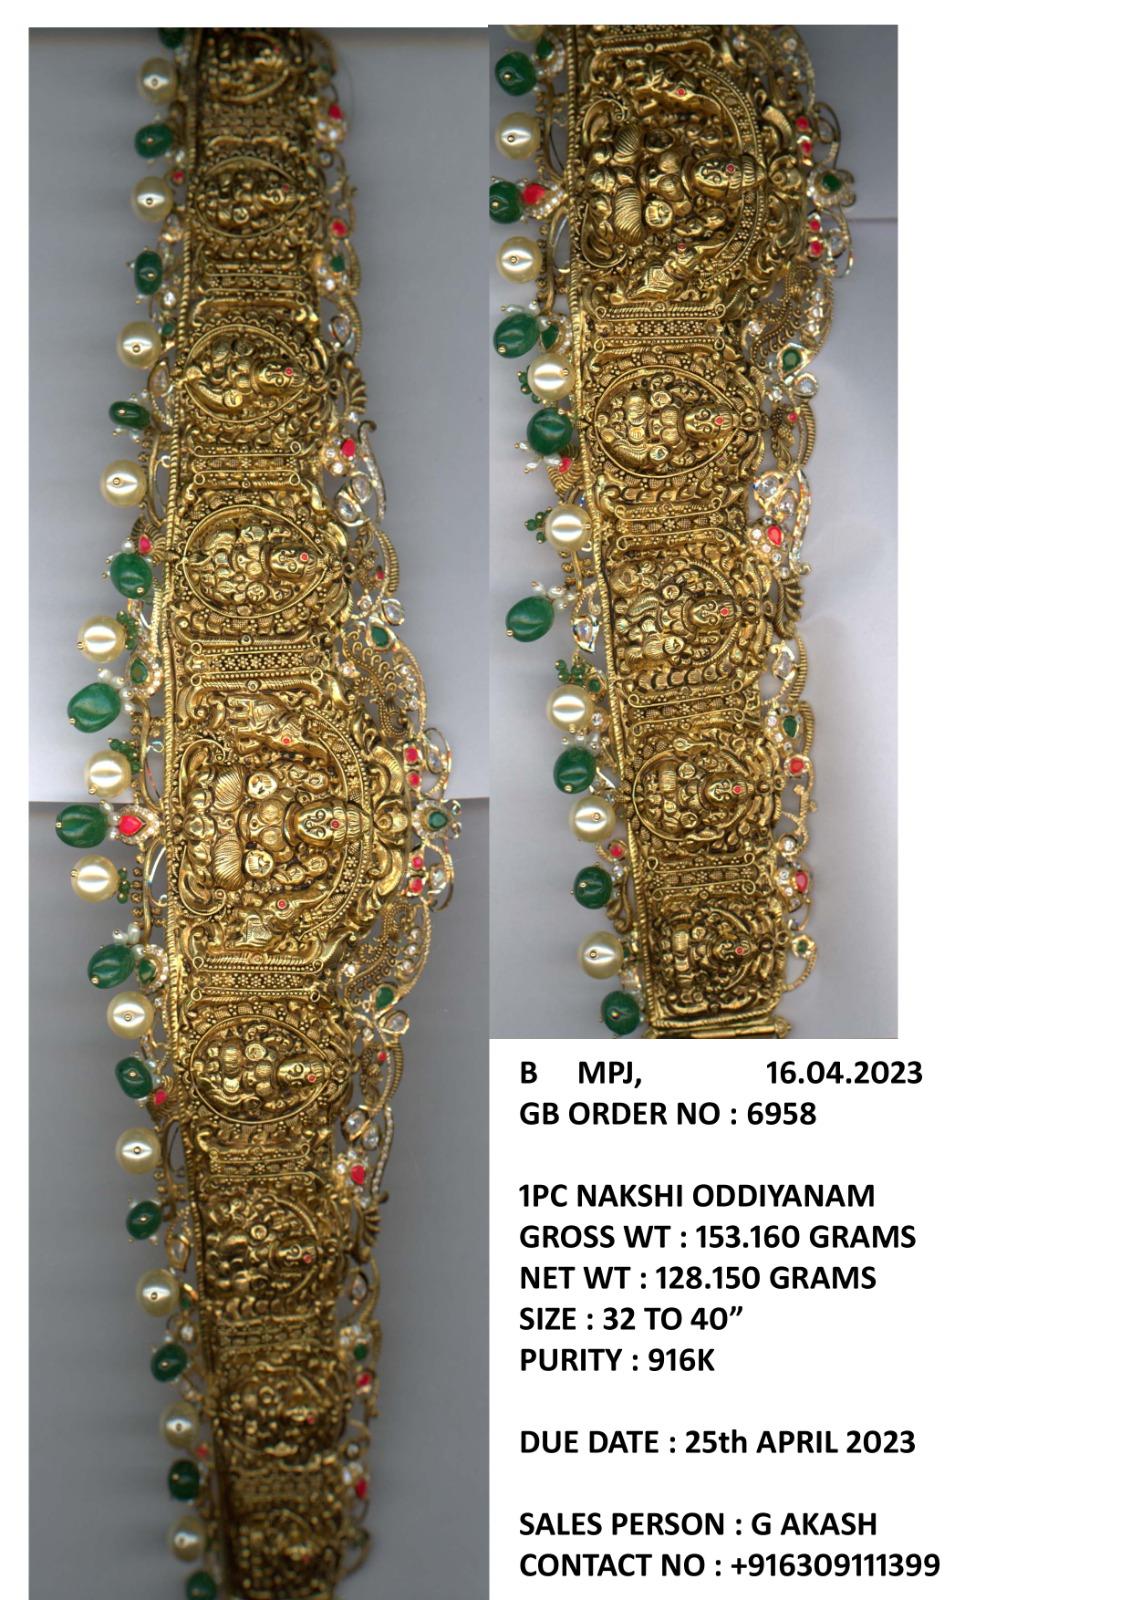 B MPJ, 16.04.2023
GB ORDER NO : 6958
1PC NAKSHI ODDIYANAM
GROSS WT : 153.160 GRAMS
NET WT : 128.150 GRAMS
SIZE : 32 TO 40”
PURITY : 916K
DUE DATE : 25th APRIL 2023
SALES PERSON : G AKASH
CONTACT NO : +916309111399